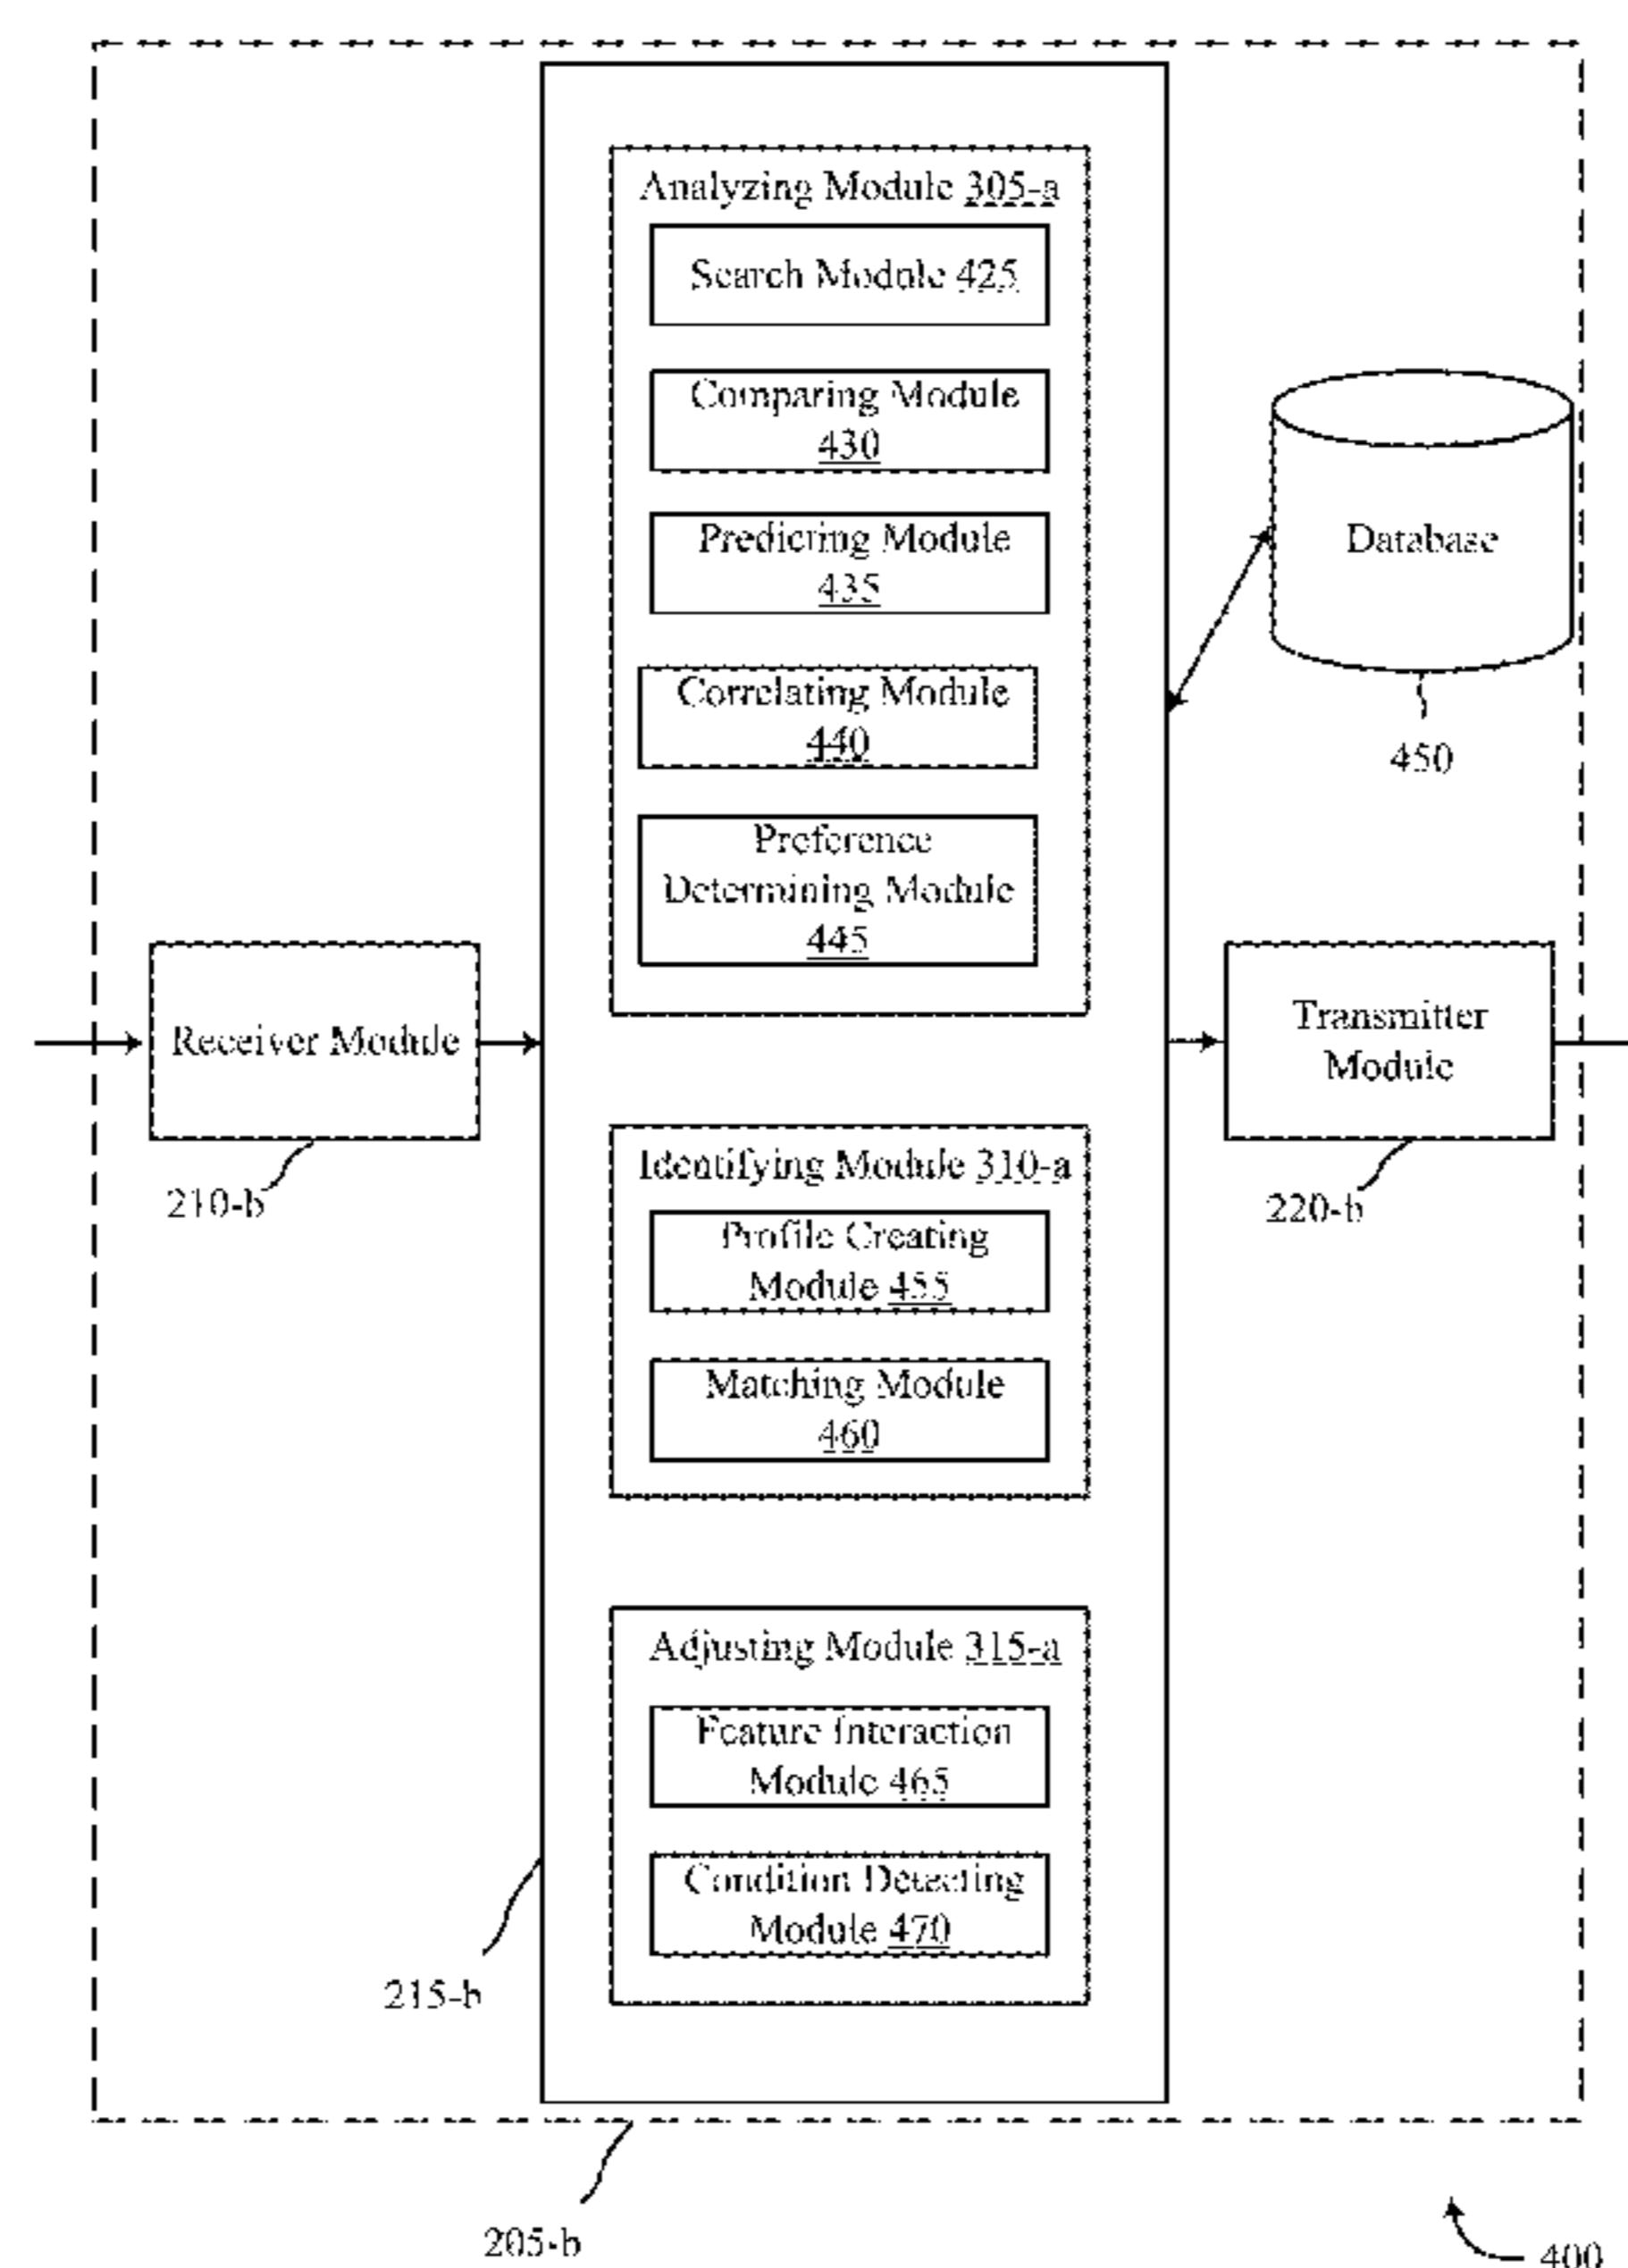 Analyzing Module 305-a
Search Module 425
Comparing Module
430
Predicting Module
435
Correlating Module
440
Preference
Determining Module
445
Database
450
Receiver Module
210-b
Transmitter
Module
220-b
Identifying Module 310-a
Profile Creating
Module 455
Matching Module
460
Adjusting Module 315-a
Feature Interaction
Module 465
Condition Detecting
Module 470
215-b
205-b
400